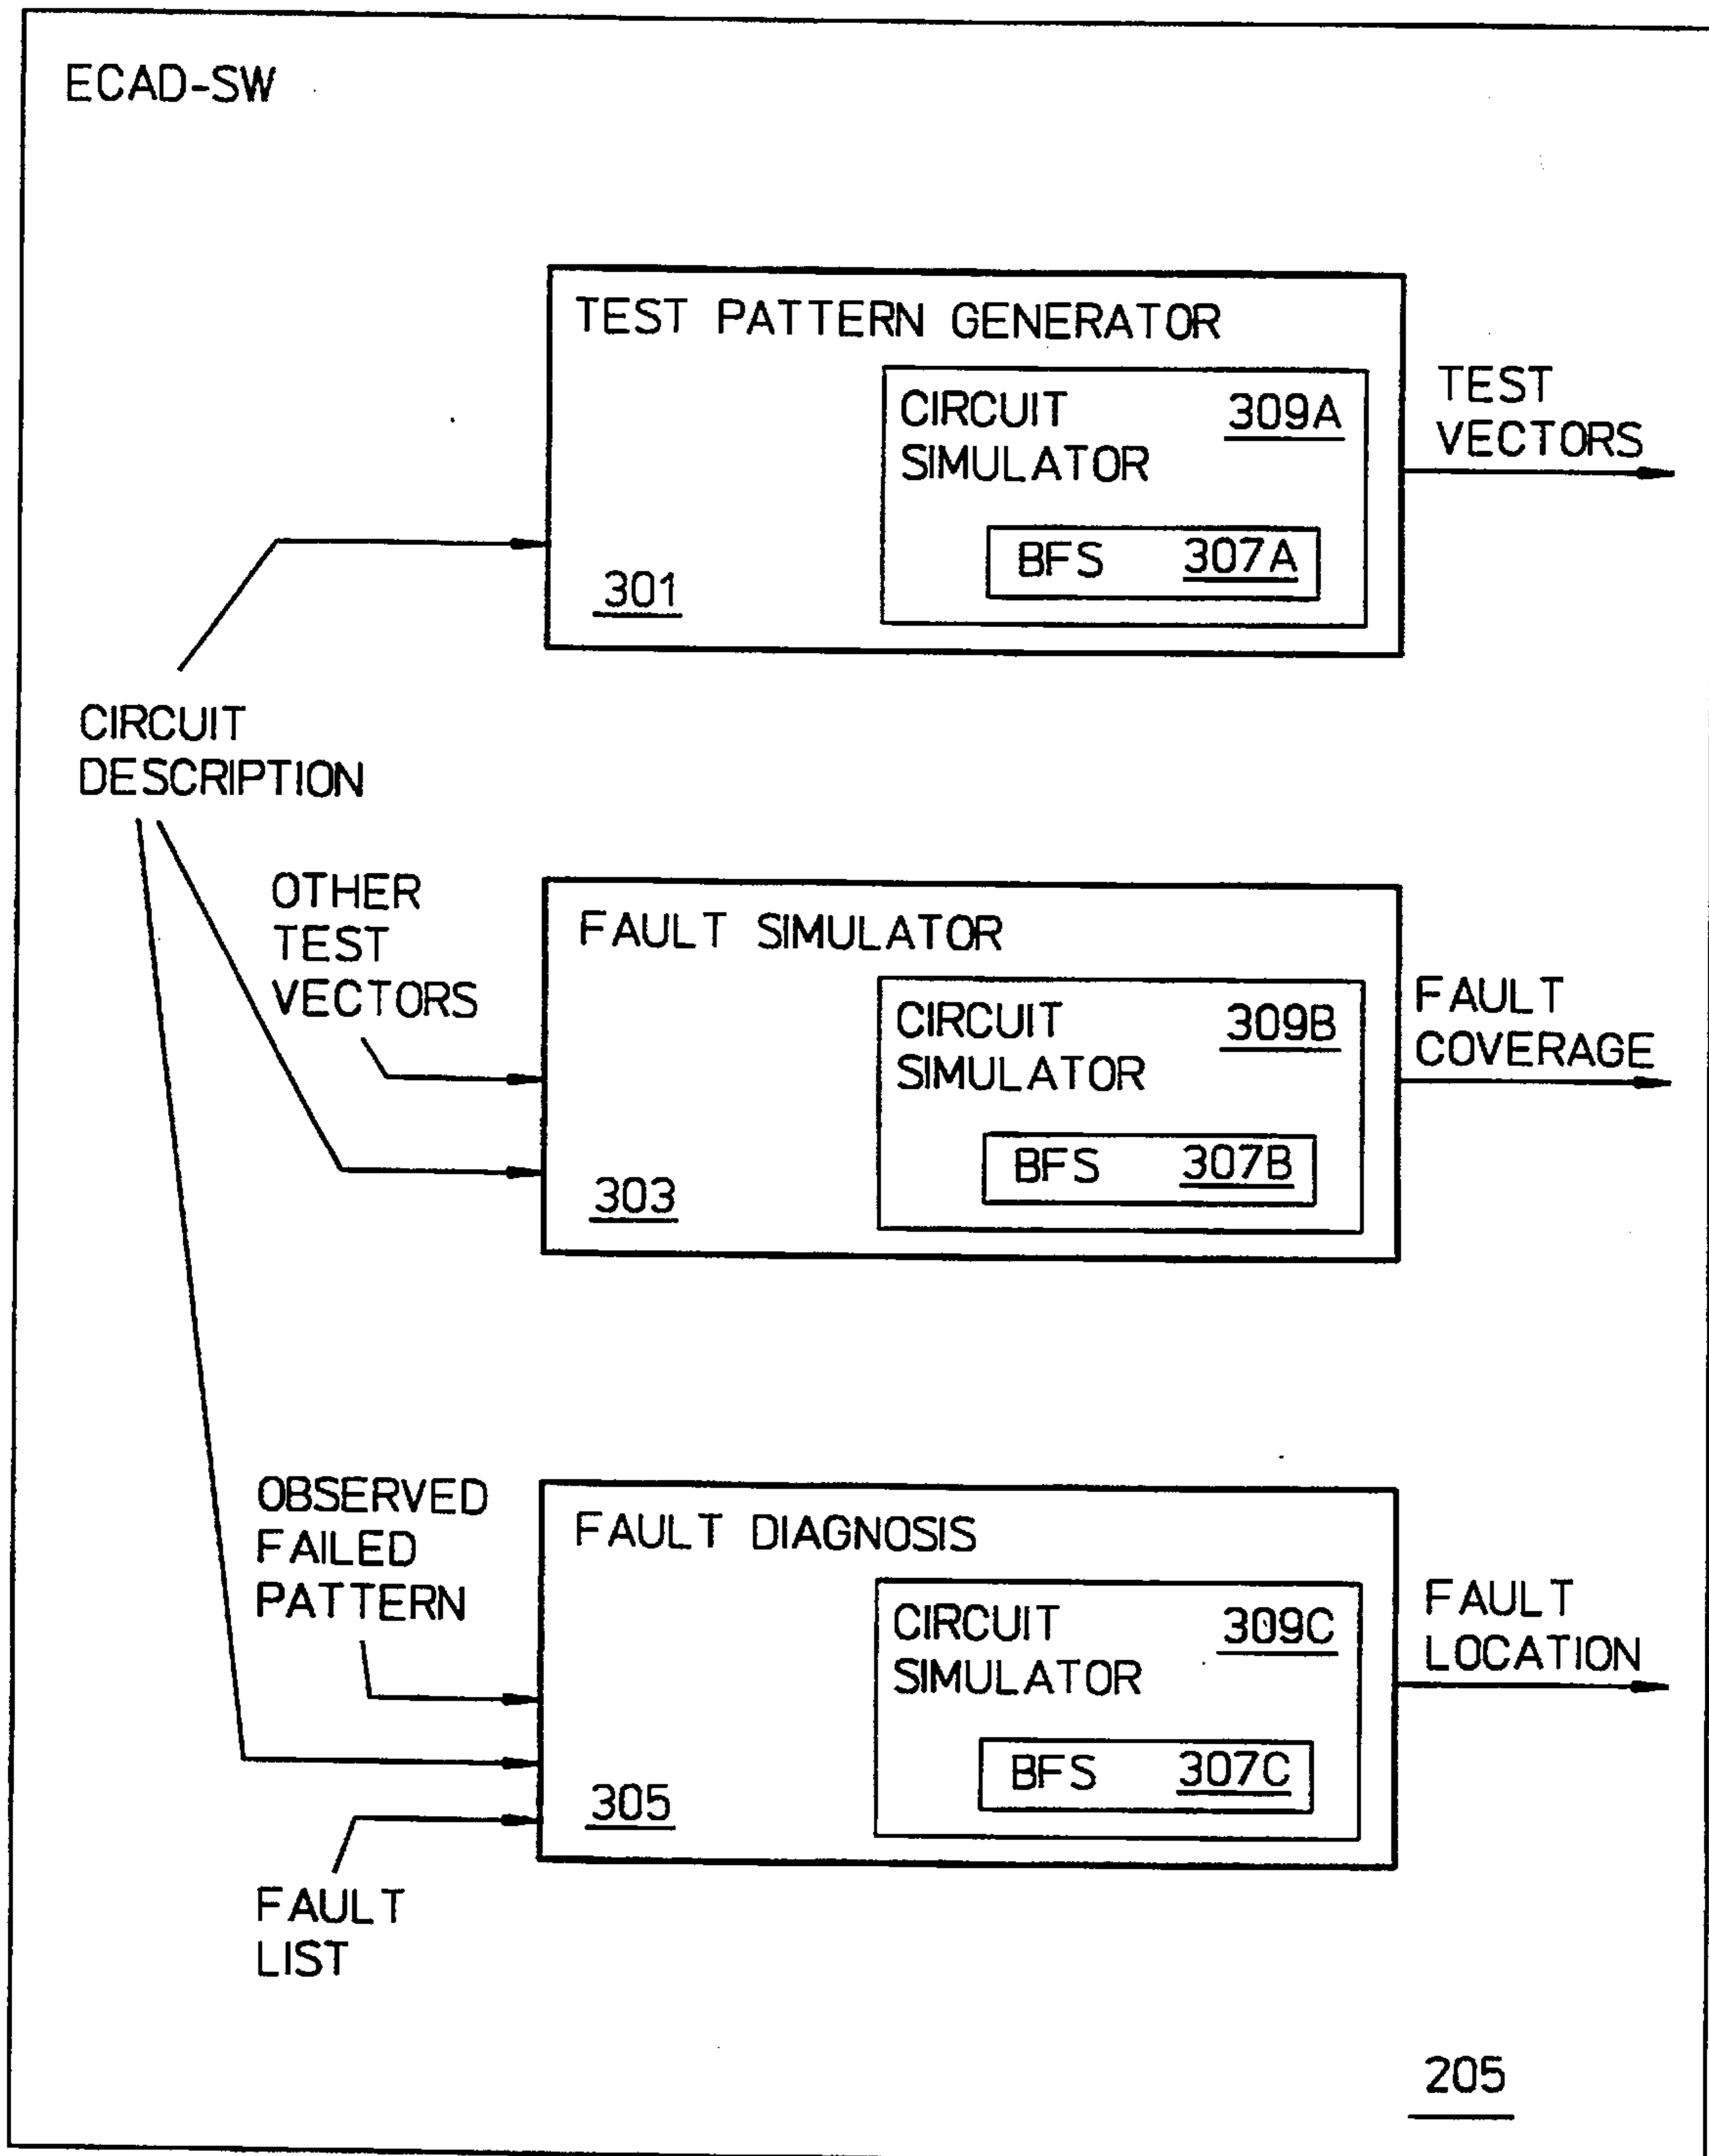 ECAD-SW
TEST PATTERN GENERATOR
CIRCUIT 309A
SIMULATOR
BFS 307A
301
TEST
VECTORS
CIRCUIT
DESCRIPTION
OTHER
TEST
VECTORS
FAULT SIMULATOR
CIRCUIT 309B
SIMULATOR
BFS 307B
303
FAULT
COVERAGE
OBSERVED
FAILED
PATTERN
FAULT DIAGNOSIS
CIRCUIT 309C
SIMULATOR
BFS 307C
305
FAULT
LOCATION
FAULT
LIST
205